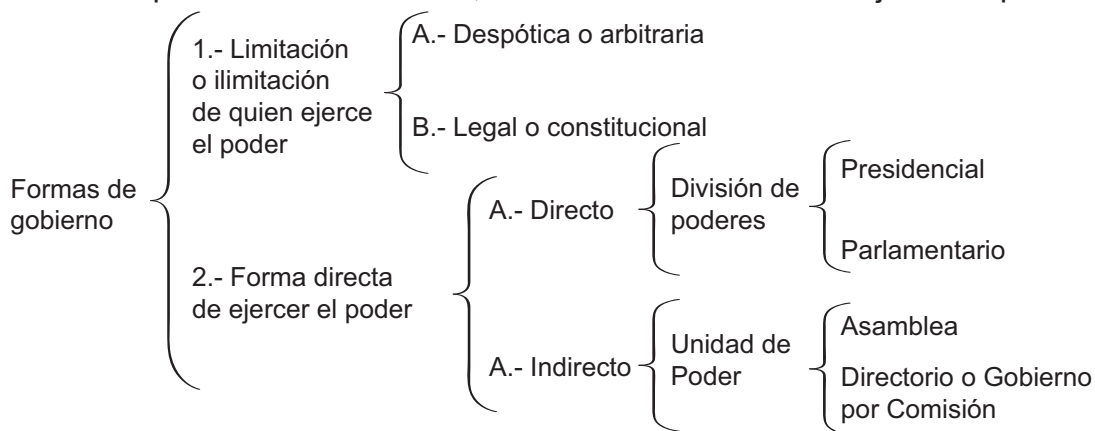 1.- Limitación
o ilimitación
de quien ejerce
el poder
A.- Despótica o arbitraria
B.- Legal o constitucional
Formas de
gobierno
2.- Forma directa
de ejercer el poder
A.- Directo
División de
poderes
Presidencial
Parlamentario
A.- Indirecto
Unidad de
Poder
Asamblea
Directorio o Gobierno
por Comisión